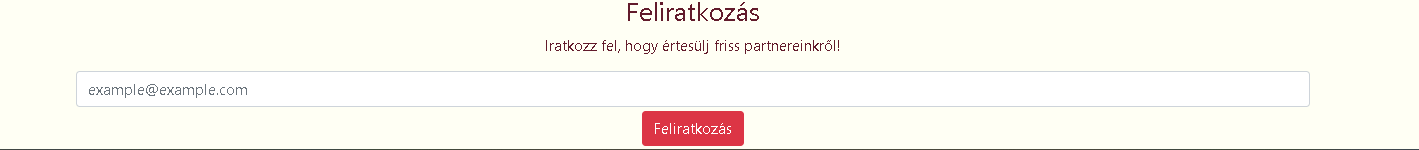 Feliratkozás
Iratkozz fel, hogy értesülj friss partnereinkről!
example@example.com
Feliratkozás